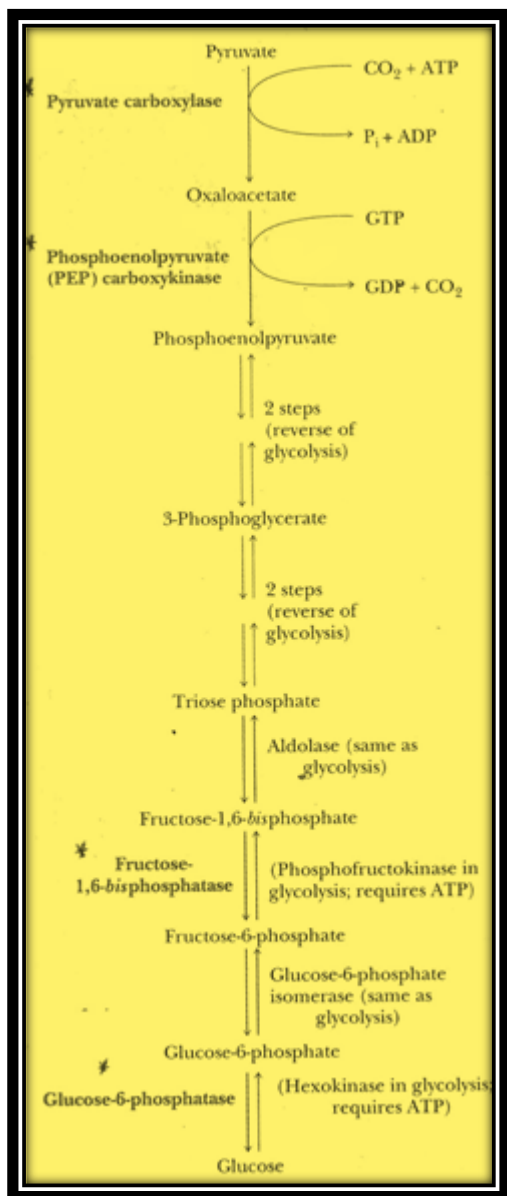 Pyruvate
CO₂ + ATP
Pyruvate carboxylase
Pᵢ + ADP
Oxaloacetate
GTP
Phosphoenolpyruvate
(PEP) carboxykinase
GDP + CO₂
Phosphoenolpyruvate
2 steps
(reverse of
glycolysis)
3-Phosphoglycerate
2 steps
(reverse of
glycolysis)
Triose phosphate
Aldolase (same as
glycolysis)
Fructose-1,6-bisphosphate
Fructose-
1,6-bisphosphatase
(Phosphofructokinase in
glycolysis; requires ATP)
Fructose-6-phosphate
Glucose-6-phosphate
isomerase (same as
glycolysis)
Glucose-6-phosphate
Glucose-6-phosphatase
(Hexokinase in glycolysis;
requires ATP)
Glucose